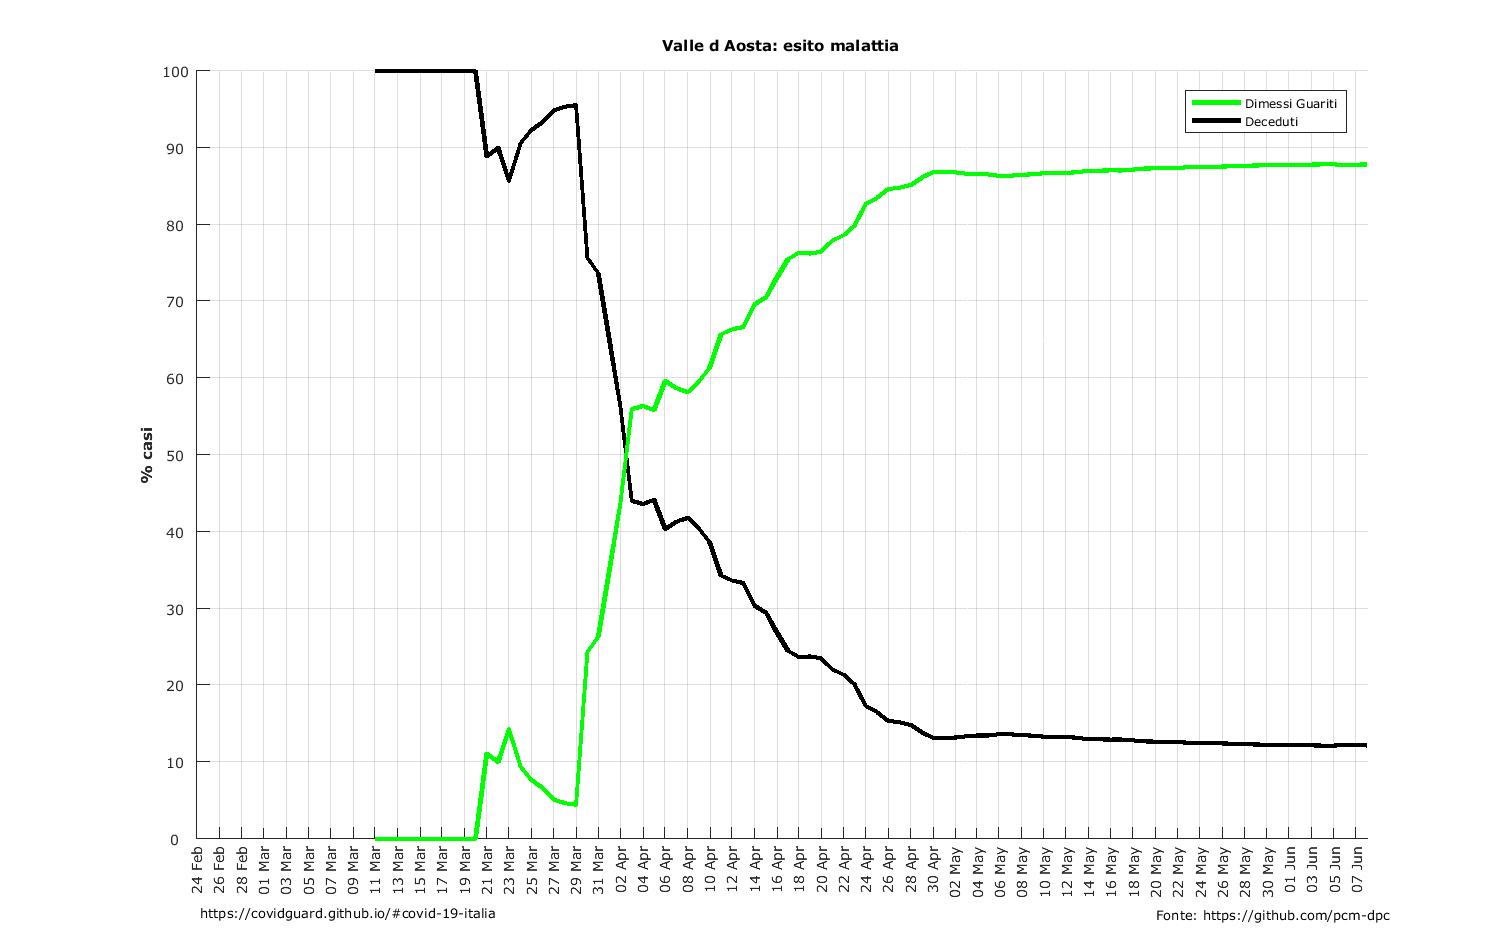 Valle d Aosta: esito malattia
Dimessi Guariti
Deceduti
% casi
100
90
80
70
60
50
40
30
20
10
0
24 Feb
26 Feb
28 Feb
01 Mar
03 Mar
05 Mar
07 Mar
09 Mar
11 Mar
13 Mar
15 Mar
17 Mar
19 Mar
21 Mar
23 Mar
25 Mar
27 Mar
29 Mar
31 Mar
02 Apr
04 Apr
06 Apr
08 Apr
10 Apr
12 Apr
14 Apr
16 Apr
18 Apr
20 Apr
22 Apr
24 Apr
26 Apr
28 Apr
30 Apr
02 May
04 May
06 May
08 May
10 May
12 May
14 May
16 May
18 May
20 May
22 May
24 May
26 May
28 May
30 May
01 Jun
03 Jun
05 Jun
07 Jun
https://covidguard.github.io/#covid-19-italia
Fonte: https://github.com/pcm-dpc